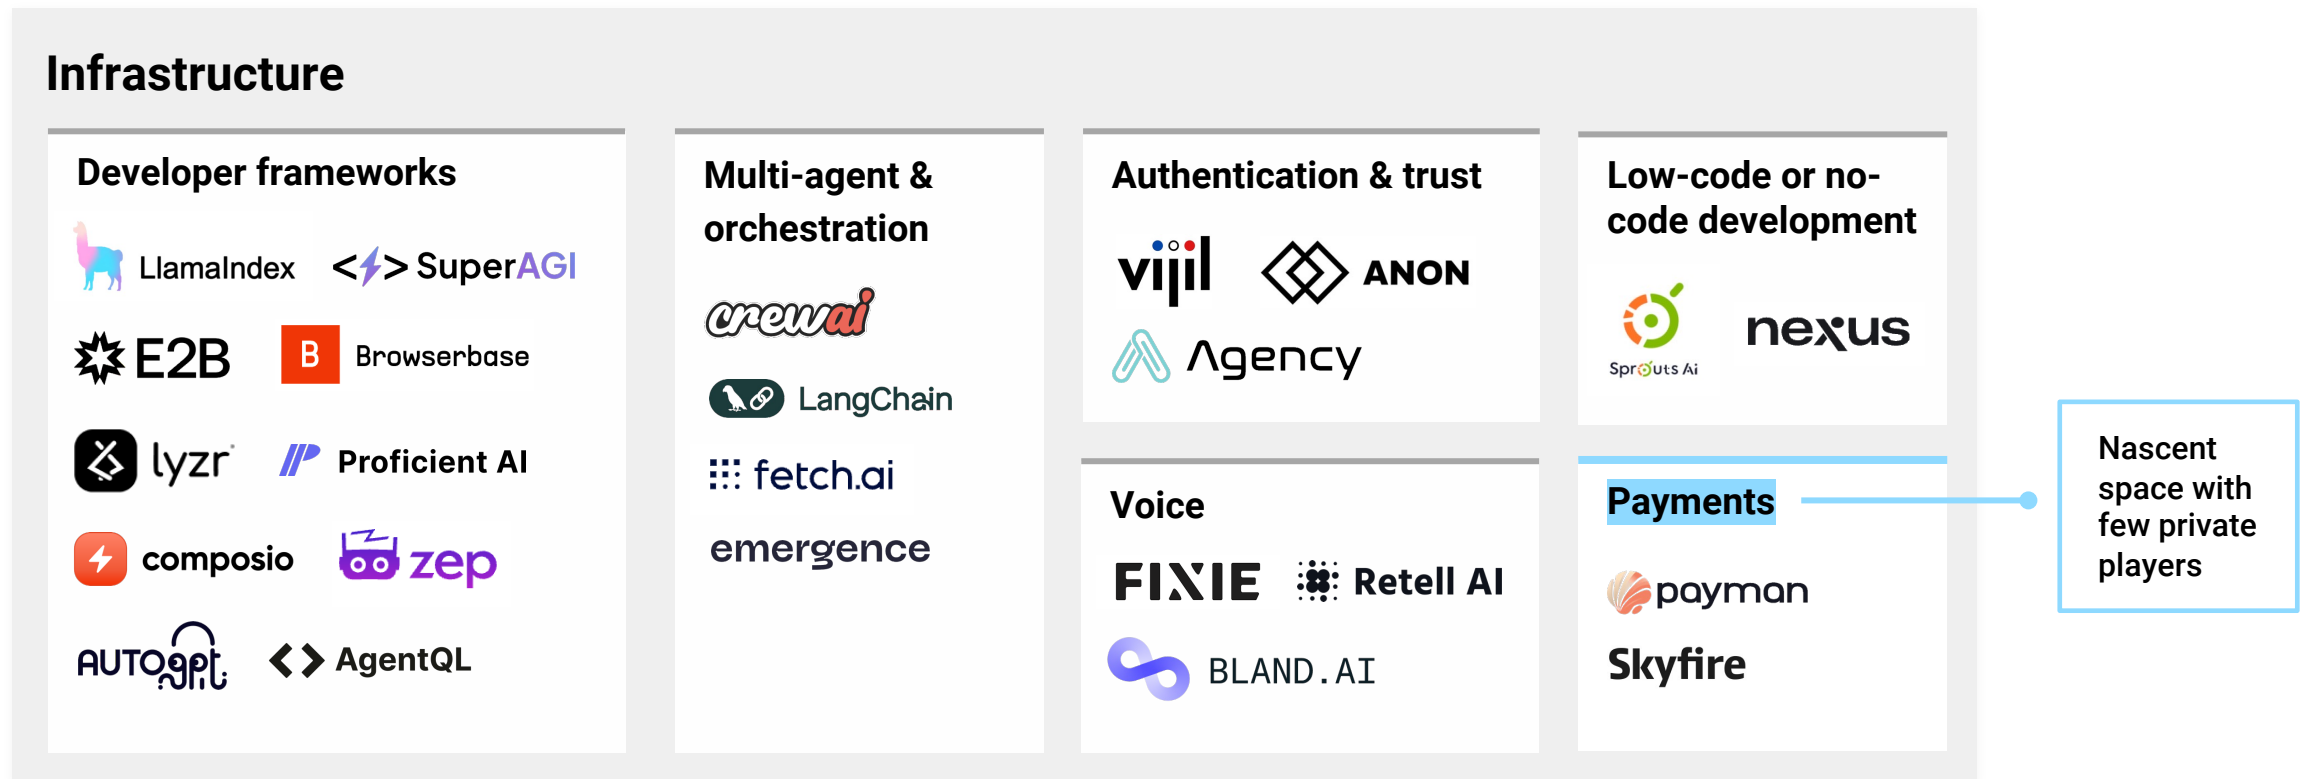 Infrastructure
Developer frameworks
LlamaIndex
<⚡> SuperAGI
E2B
B Browserbase
lyzr
Proficient AI
composio
zep
AUTOgpt
AgentQL
Multi-agent &
orchestration
crewai
LangChain
fetch.ai
emergence
Authentication & trust
vijil
ANON
Agency
Voice
FIXIE
Retell AI
BLAND.AI
Low-code or no-
code development
Sprouts Ai
nexus
Payments
payman
Skyfire
Nascent
space with
few private
players